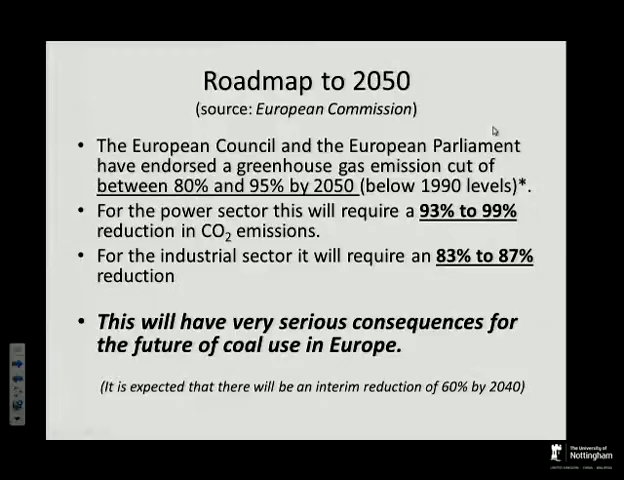 Roadmap to 2050
(source: European Commission)
• The European Council and the European Parliament
have endorsed a greenhouse gas emission cut of
between 80% and 95% by 2050 (below 1990 levels)*.
• For the power sector this will require a 93% to 99%
reduction in CO2 emissions.
• For the industrial sector it will require an 83% to 87%
reduction
• This will have very serious consequences for
the future of coal use in Europe.
(It is expected that there will be an interim reduction of 60% by 2040)
The University of
Nottingham
UNITED KINGDOM · CHINA · MALAYSIA